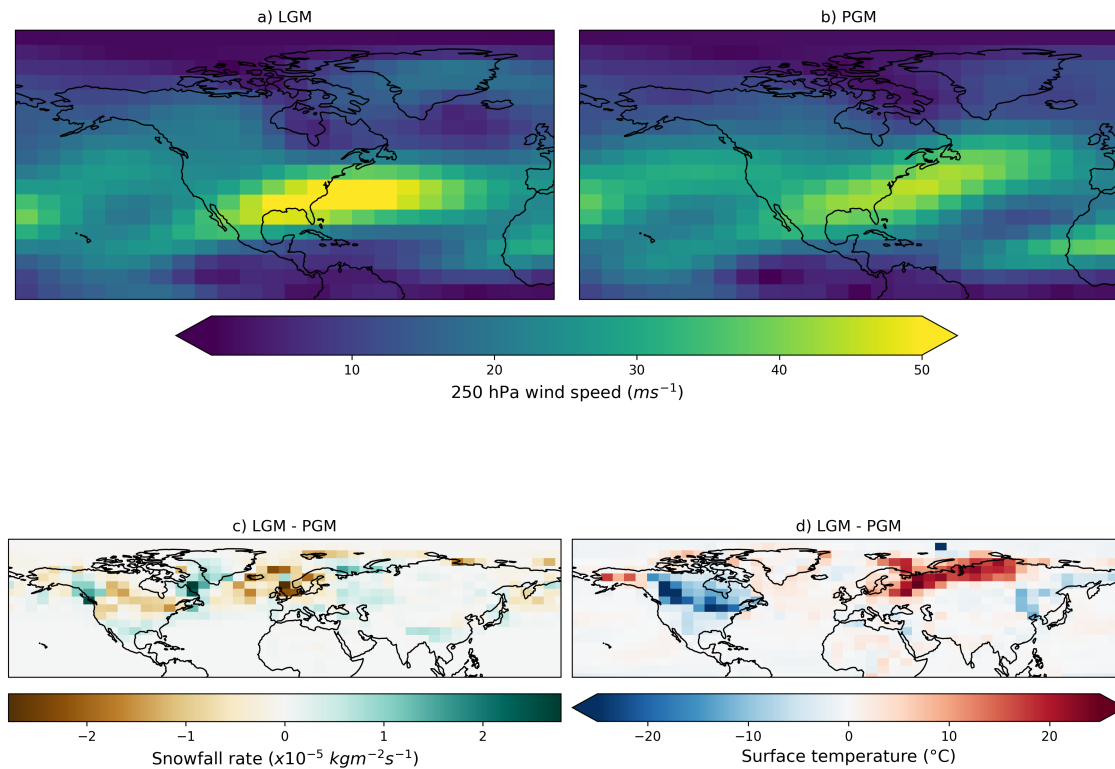 a) LGM
b) PGM
10 20 30 40 50
250 hPa wind speed (ms⁻¹)
c) LGM - PGM
d) LGM - PGM
−2 −1 0 1 2
Snowfall rate (x10⁻⁵ kgm⁻²s⁻¹)
−20 −10 0 10 20
Surface temperature (°C)